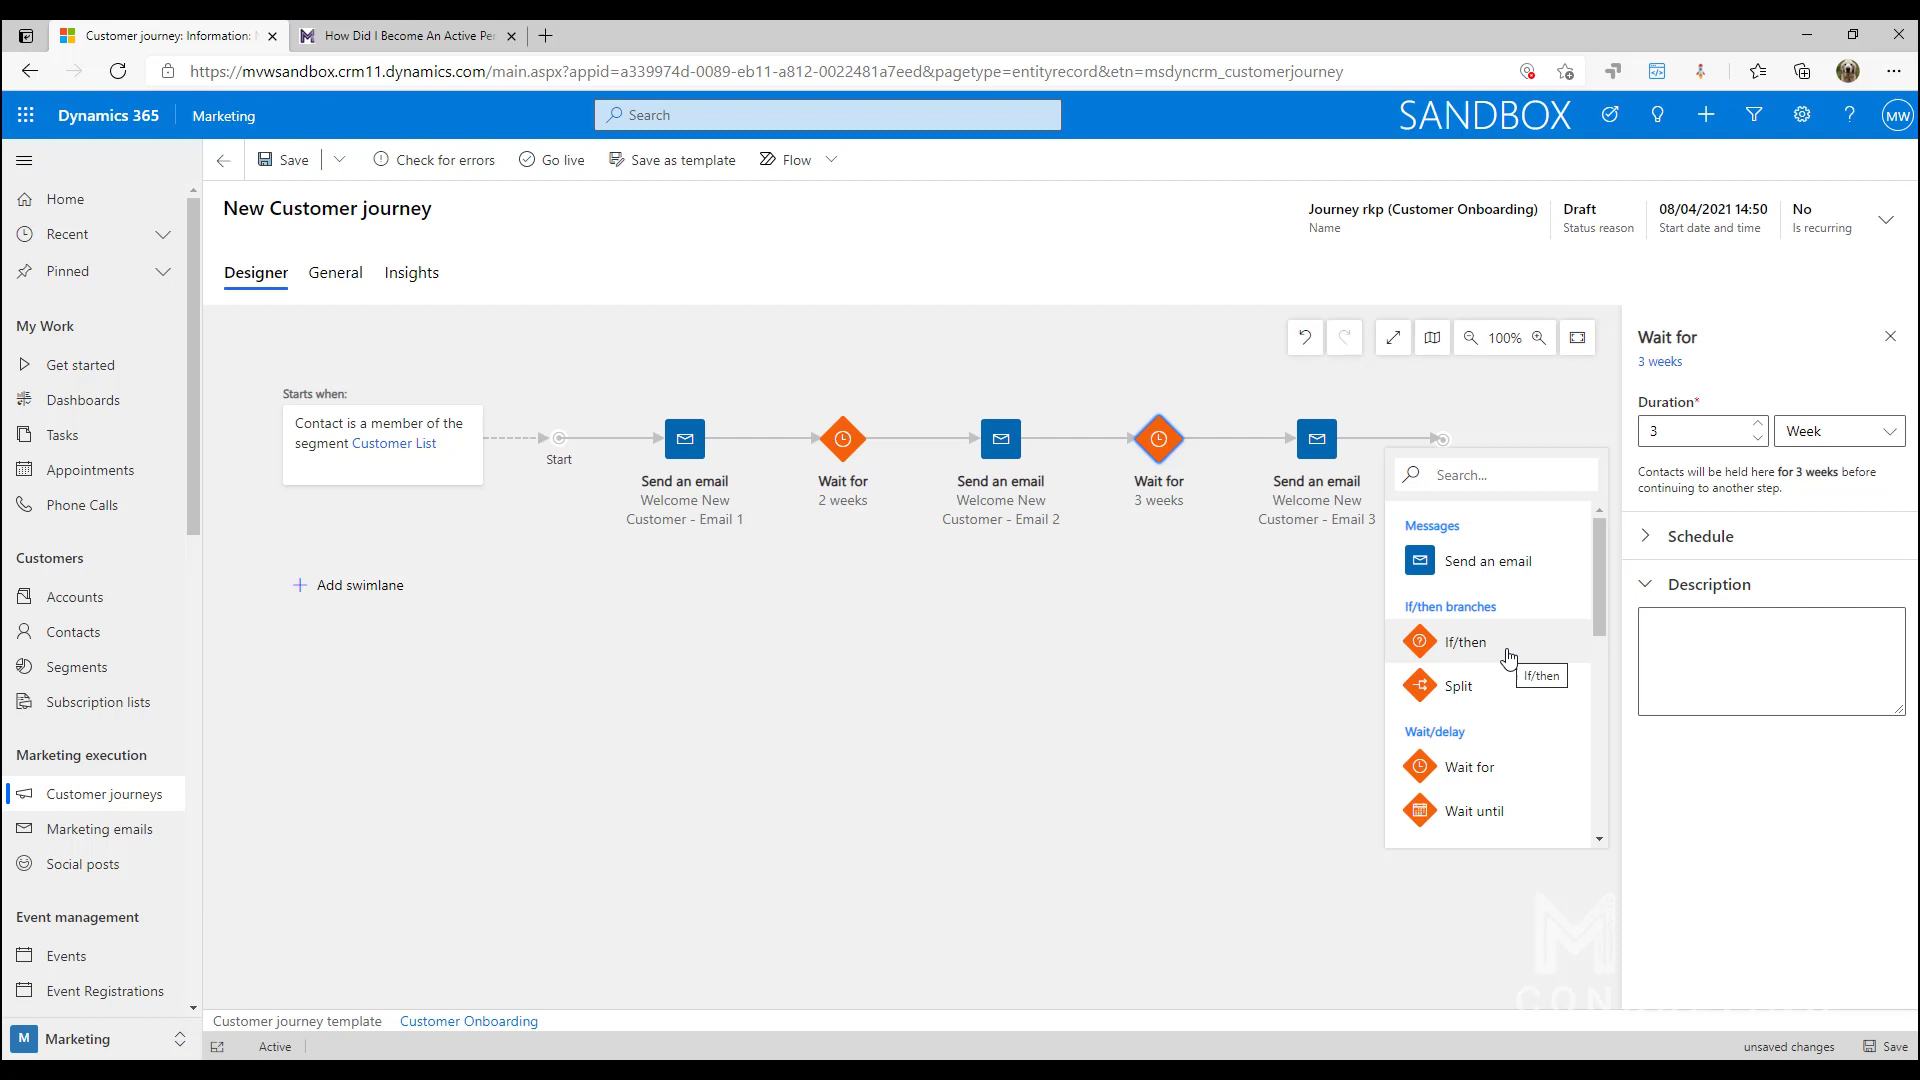 Customer journey: Information:
How Did I Become An Active Per
https://mvwsandbox.crm11.dynamics.com/main.aspx?appid=a339974d-0089-eb11-a812-0022481a7eed&pagetype=entityrecord&etn=msdyncrm_customerjourney
Dynamics 365
Marketing
Search
SANDBOX
MW
Save
Check for errors
Go live
Save as template
Flow
New Customer journey
Journey rkp (Customer Onboarding)
Name
Draft
Status reason
08/04/2021 14:50
Start date and time
No
Is recurring
Designer
General
Insights
Home
Recent
Pinned
My Work
Get started
Dashboards
Tasks
Appointments
Phone Calls
Customers
Accounts
Contacts
Segments
Subscription lists
Marketing execution
Customer journeys
Marketing emails
Social posts
Event management
Events
Event Registrations
M
Marketing
100%
Starts when:
Contact is a member of the
segment Customer List
Start
Send an email
Welcome New
Customer - Email 1
Wait for
2 weeks
Send an email
Welcome New
Customer - Email 2
Wait for
3 weeks
Send an email
Welcome New
Customer - Email 3
Add swimlane
Search...
Messages
Send an email
If/then branches
If/then
If/then
Split
Wait/delay
Wait for
Wait until
Wait for
3 weeks
Duration*
3
Week
Contacts will be held here for 3 weeks before
continuing to another step.
Schedule
Description
Customer journey template
Customer Onboarding
Active
unsaved changes
Save